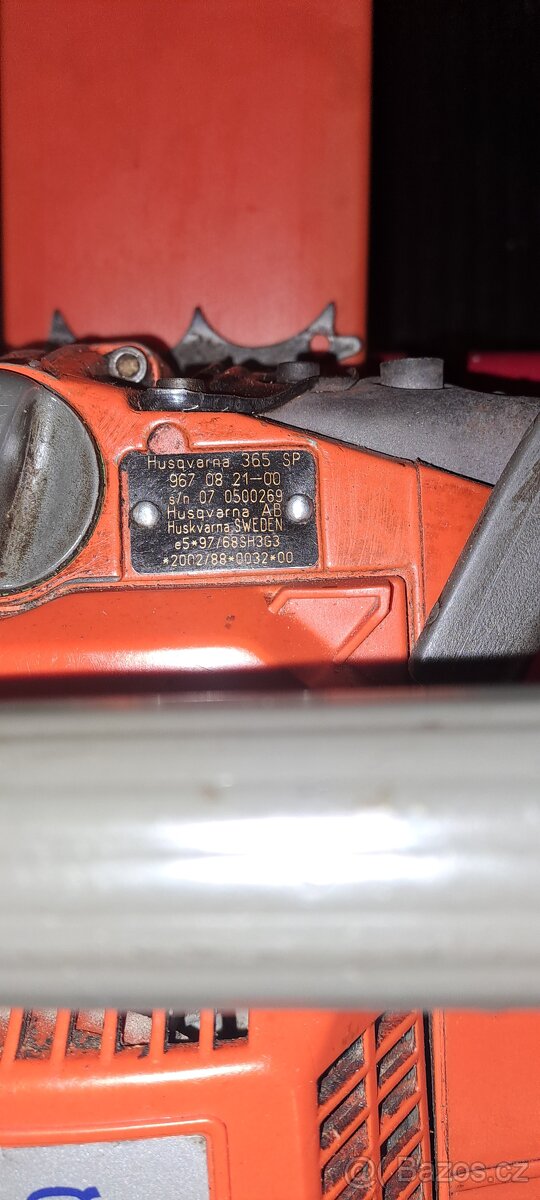 Husqvarna 365 SP
967 08 21-00
s/n 07 0500269
Husqvarna AB
Huskvarna, SWEDEN
e5*97/68SH3G3
*2002/88*0032*00
Bazos.cz